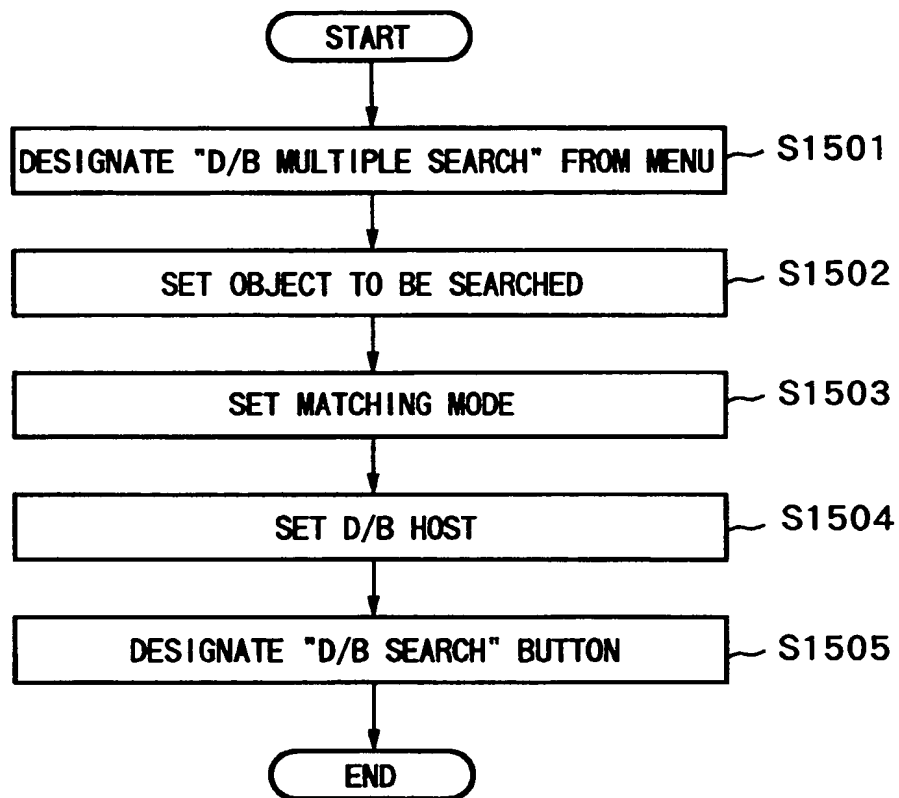 START
DESIGNATE "D/B MULTIPLE SEARCH" FROM MENU
S1501
SET OBJECT TO BE SEARCHED
S1502
SET MATCHING MODE
S1503
SET D/B HOST
S1504
DESIGNATE "D/B SEARCH" BUTTON
S1505
END